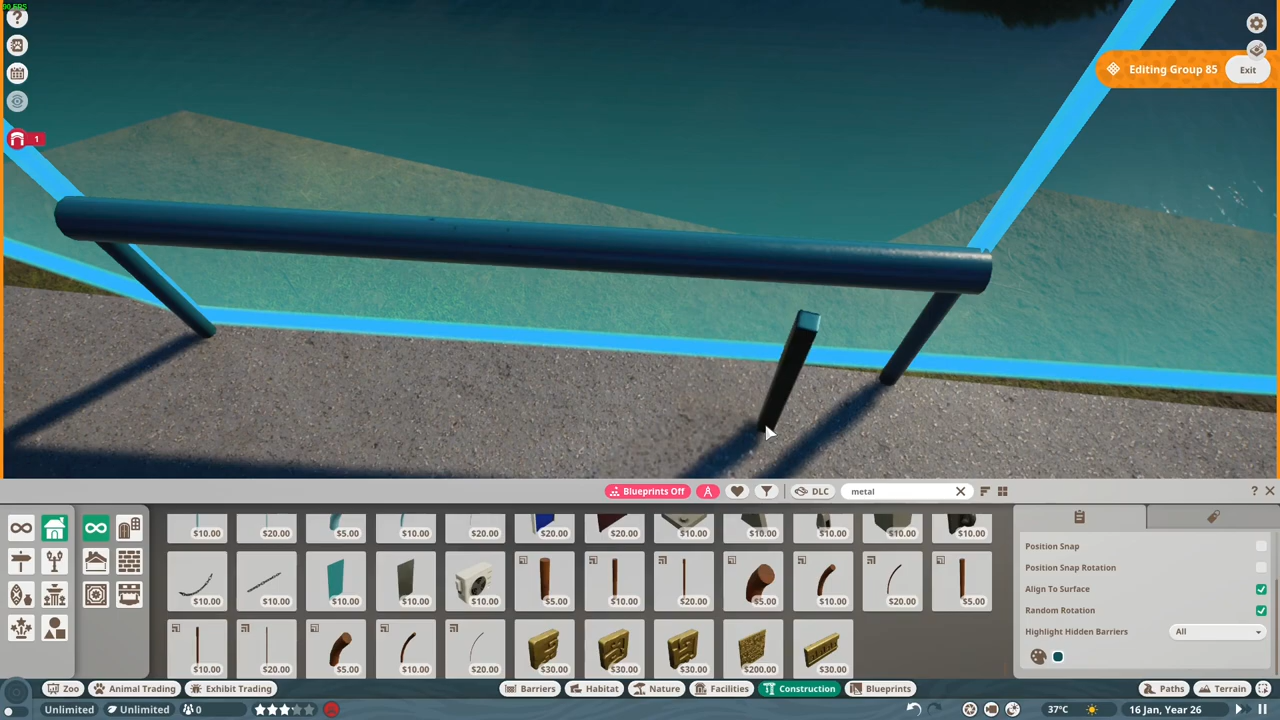 90 FPS
?
1
Editing Group 85
Exit
Blueprints Off
DLC
metal
?
$10.00 $20.00 $10.00 $10.00 $20.00 $20.00 $20.00 $10.00 $10.00 $10.00 $10.00 $10.00
$10.00 $10.00 $10.00 $10.00 $10.00 $5.00 $10.00 $20.00 $5.00 $10.00 $20.00 $5.00
$10.00 $20.00 $5.00 $10.00 $20.00 $30.00 $30.00 $30.00 $200.00 $30.00
Position Snap
Position Snap Rotation
Align To Surface
Random Rotation
Highlight Hidden Barriers
All
Zoo Animal Trading Exhibit Trading Barriers Habitat Nature Facilities Construction Blueprints Paths Terrain
Unlimited Unlimited 0 37°C 16 Jan, Year 26